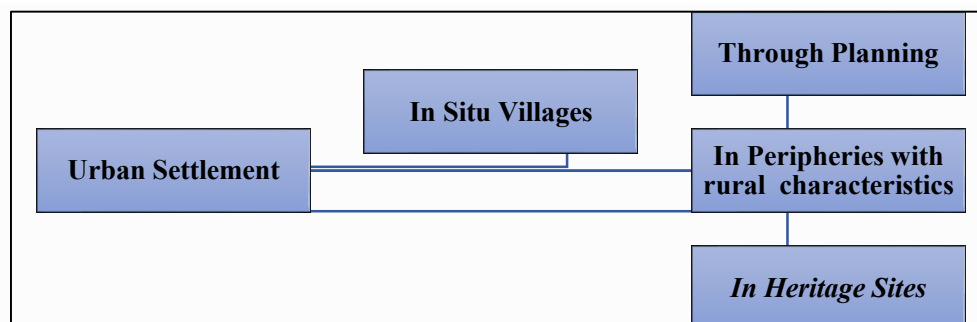 Through Planning
In Situ Villages
Urban Settlement
In Peripheries with
rural characteristics
In Heritage Sites